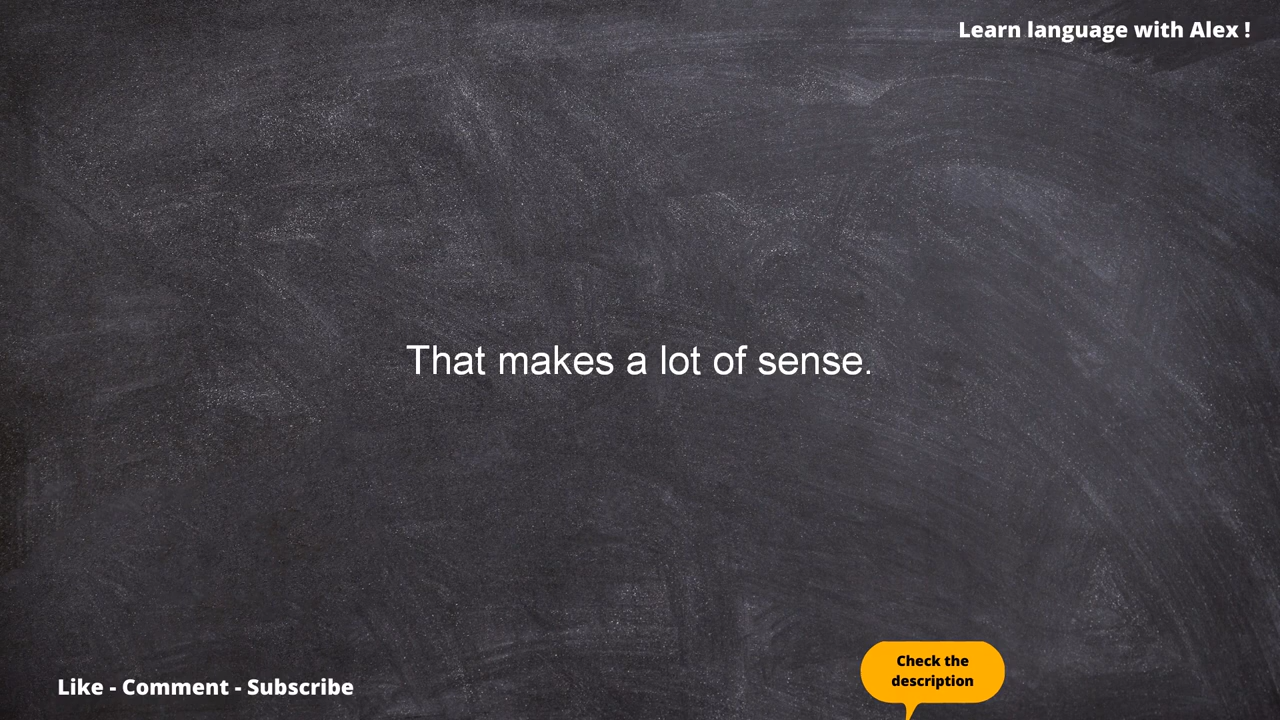 Learn language with Alex !
That makes a lot of sense.
Check the
description
Like - Comment - Subscribe